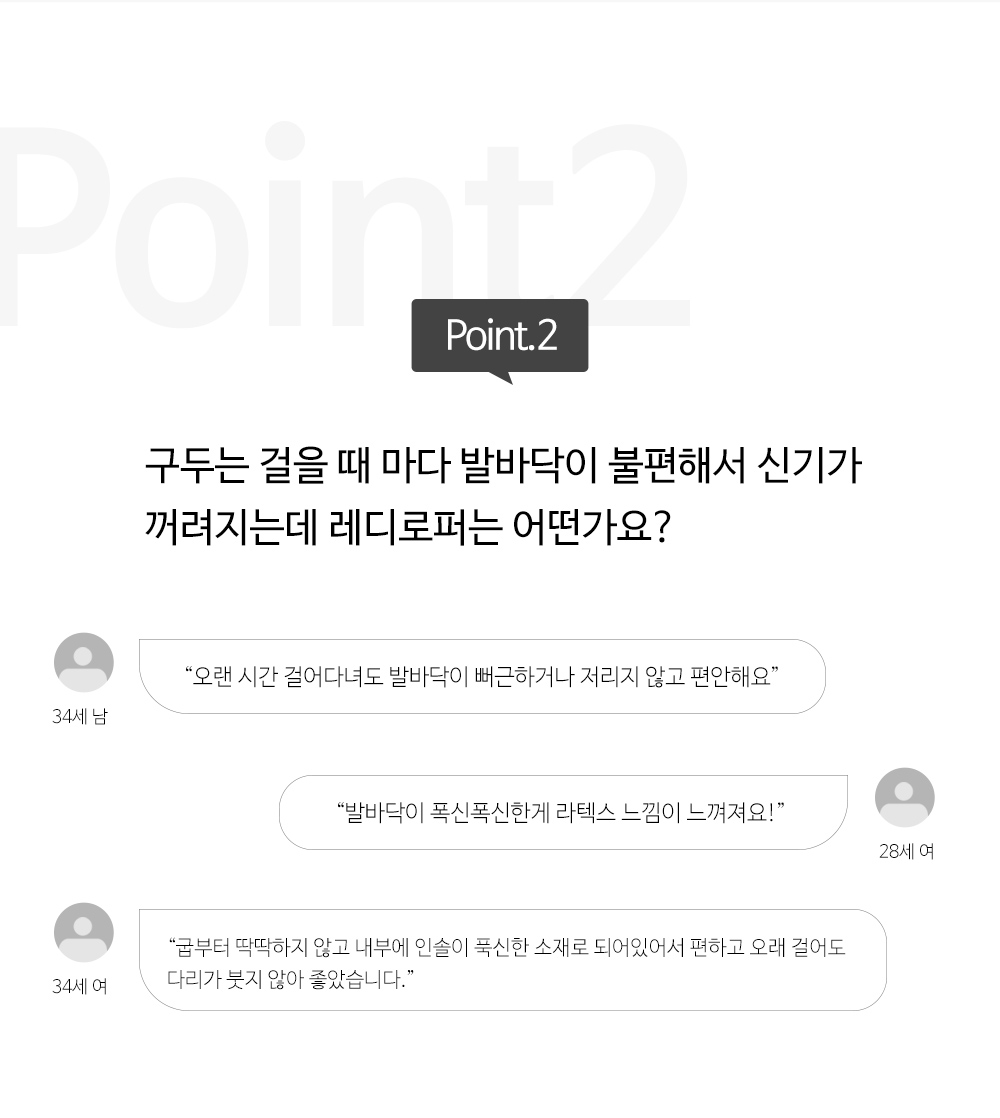 Point2
Point.2
구두는 걸을 때 마다 발바닥이 불편해서 신기가
꺼려지는데 레디로퍼는 어떤가요?
“오랜 시간 걸어다녀도 발바닥이 뻐근하거나 저리지 않고 편안해요”
34세 남
“발바닥이 폭신폭신한게 라텍스 느낌이 느껴져요!”
28세 여
“굽부터 딱딱하지 않고 내부에 인솔이 푹신한 소재로 되어있어서 편하고 오래 걸어도
다리가 붓지 않아 좋았습니다.”
34세 여